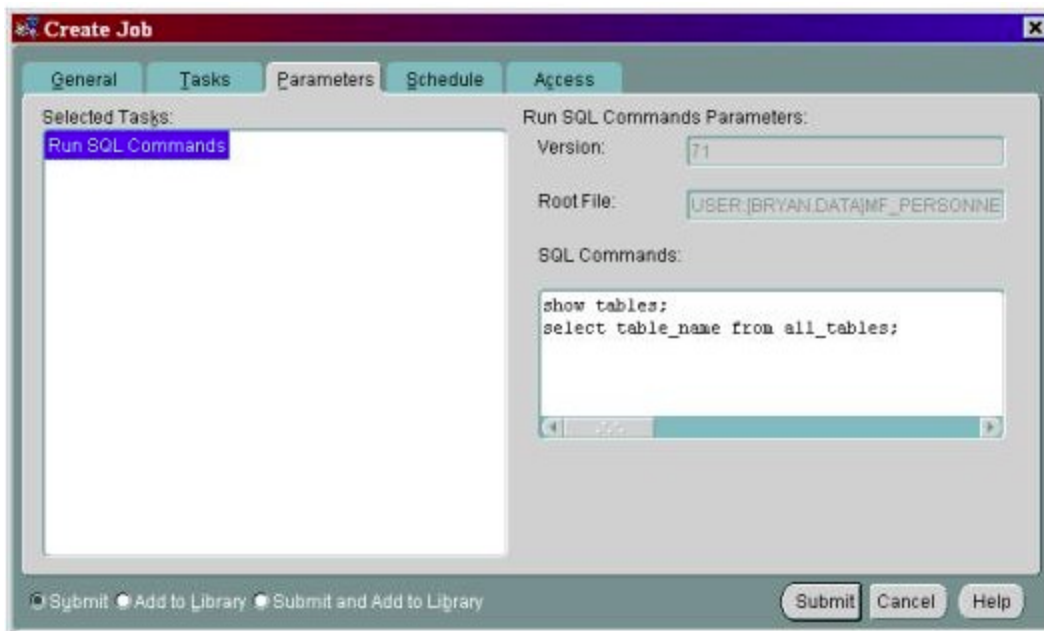 Create Job
General Tasks Parameters Schedule Access
Selected Tasks:
Run SQL Commands
Run SQL Commands Parameters:
Version: 71
Root File: USER:[BRYAN.DATA]MF_PERSONNE
SQL Commands:
show tables;
select table_name from all_tables;
Submit Add to Library Submit and Add to Library
Submit Cancel Help